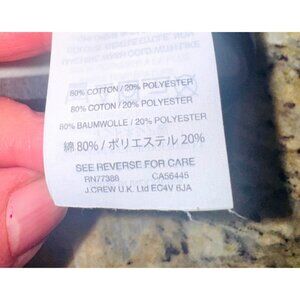 80% COTTON / 20% POLYESTER
80% COTON / 20% POLYESTER
80% BAUMWOLLE / 20% POLYESTER
綿 80% / ポリエステル 20%
SEE REVERSE FOR CARE
RN77388 CA56445
J.CREW U.K. Ltd EC4V 6JA